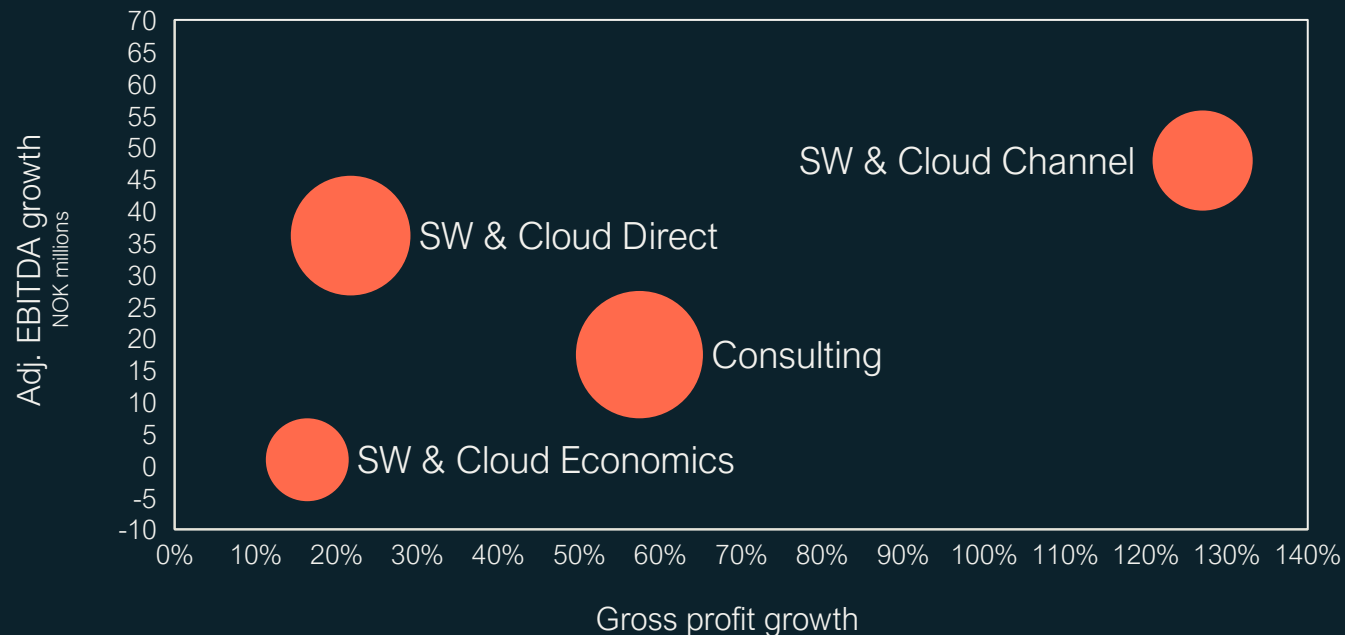 70
65
60
55
50
45
40
35
30
25
20
15
10
5
0
-5
-10
Adj. EBITDA growth
NOK millions
SW & Cloud Channel
SW & Cloud Direct
Consulting
SW & Cloud Economics
0% 10% 20% 30% 40% 50% 60% 70% 80% 90% 100% 110% 120% 130% 140%
Gross profit growth